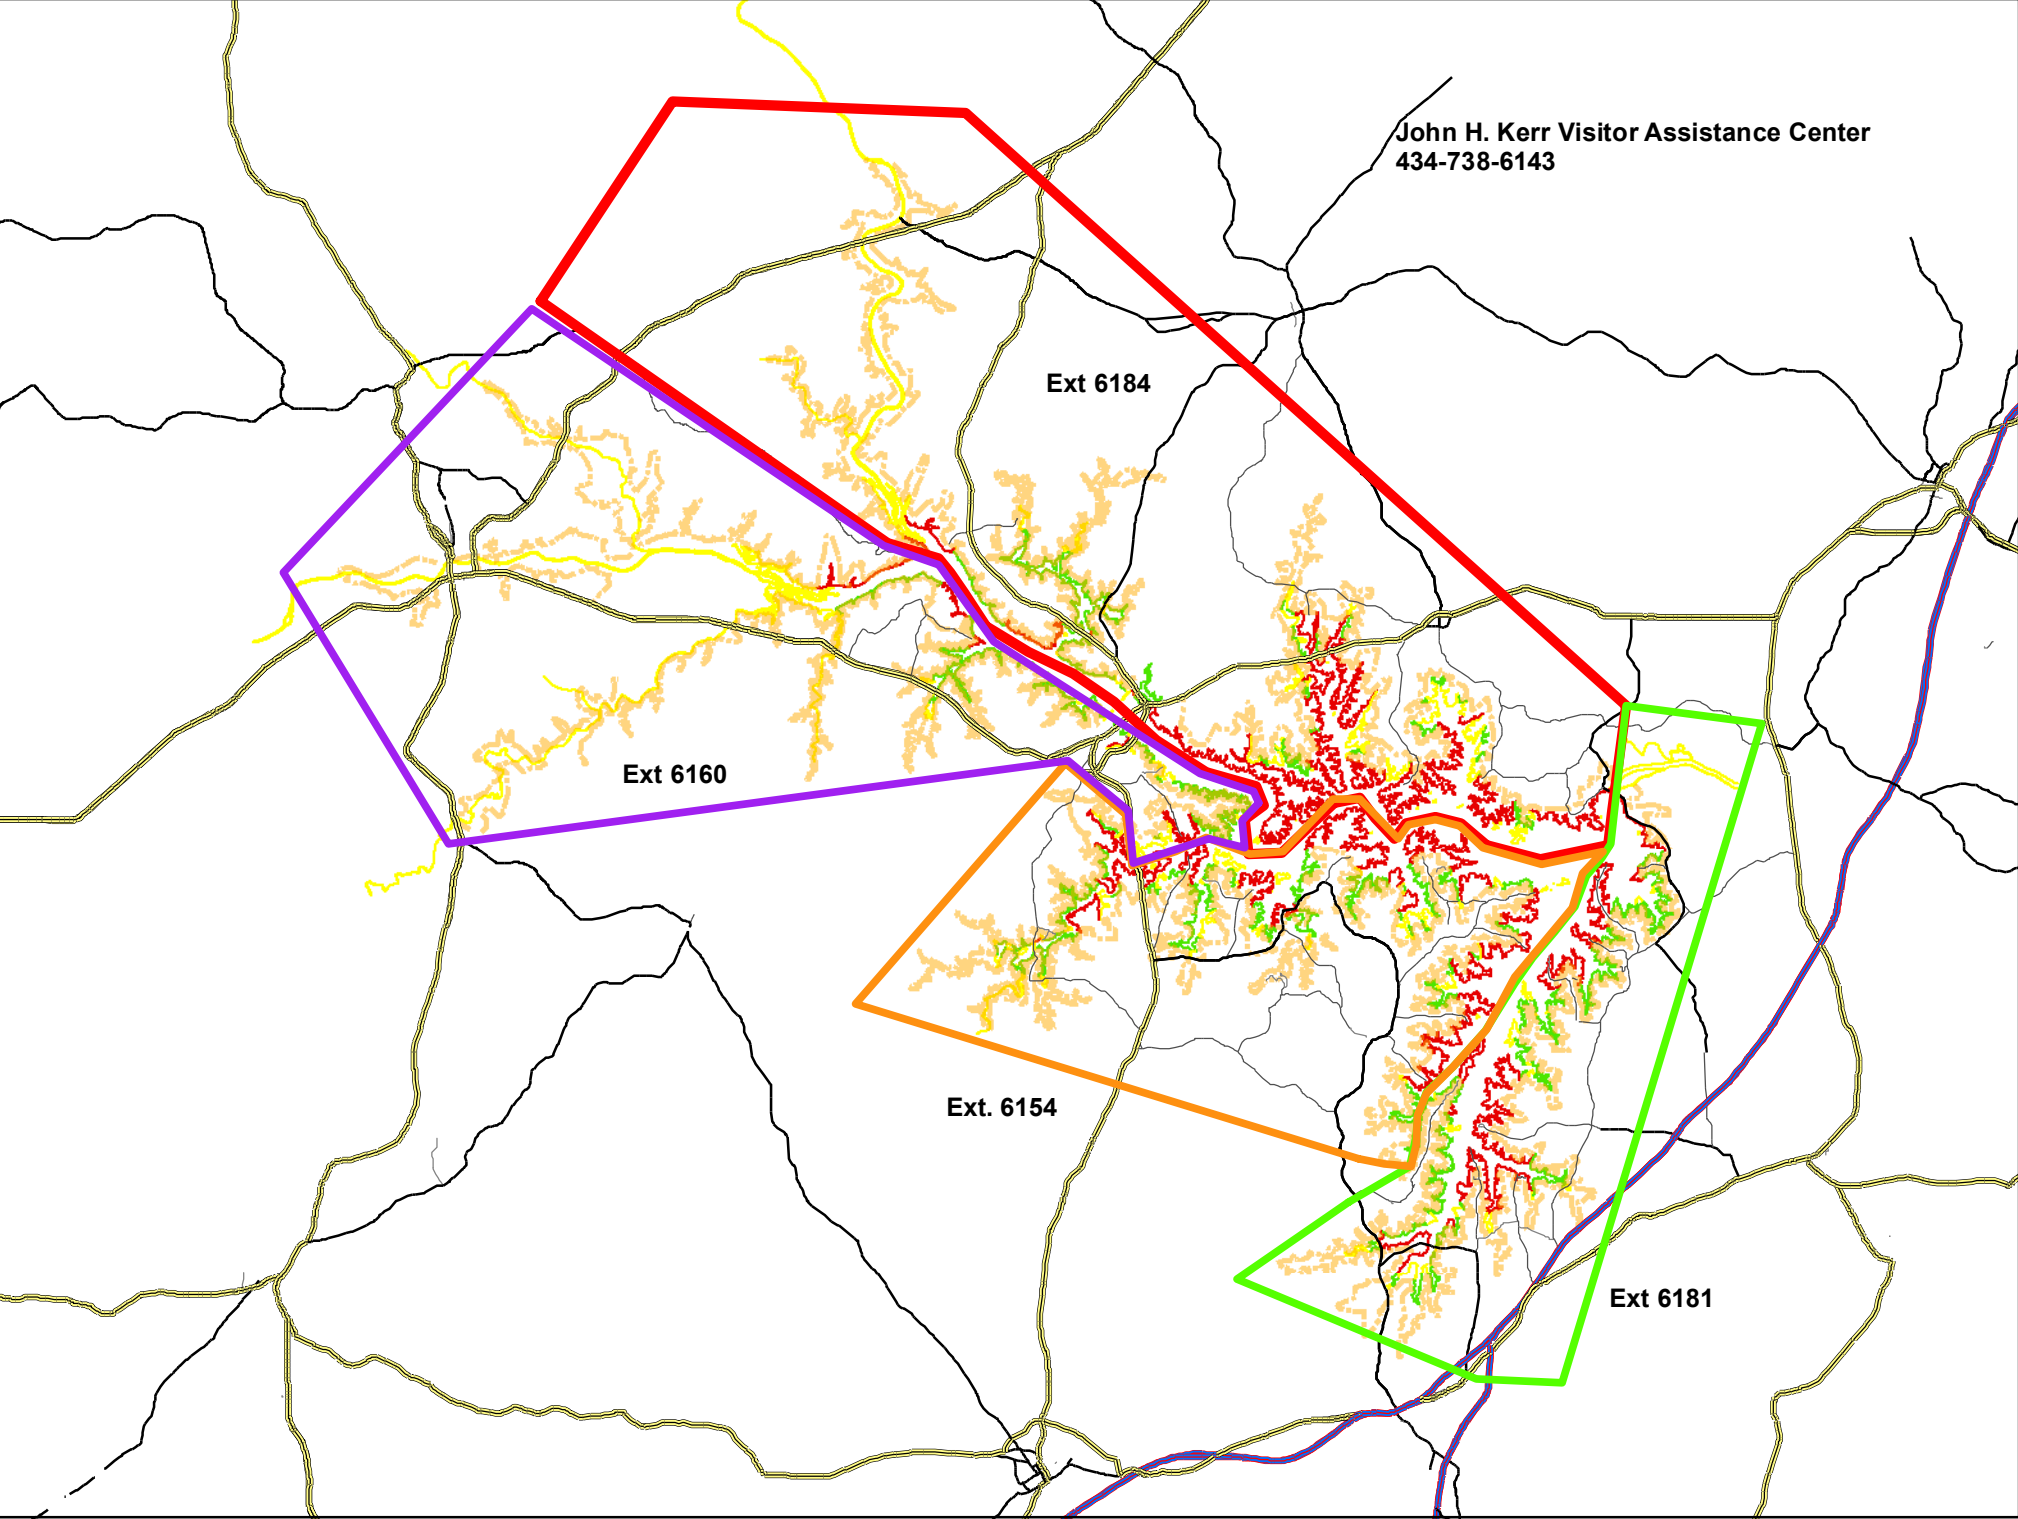 John H. Kerr Visitor Assistance Center
434-738-6143
Ext 6184
Ext 6160
Ext. 6154
Ext 6181